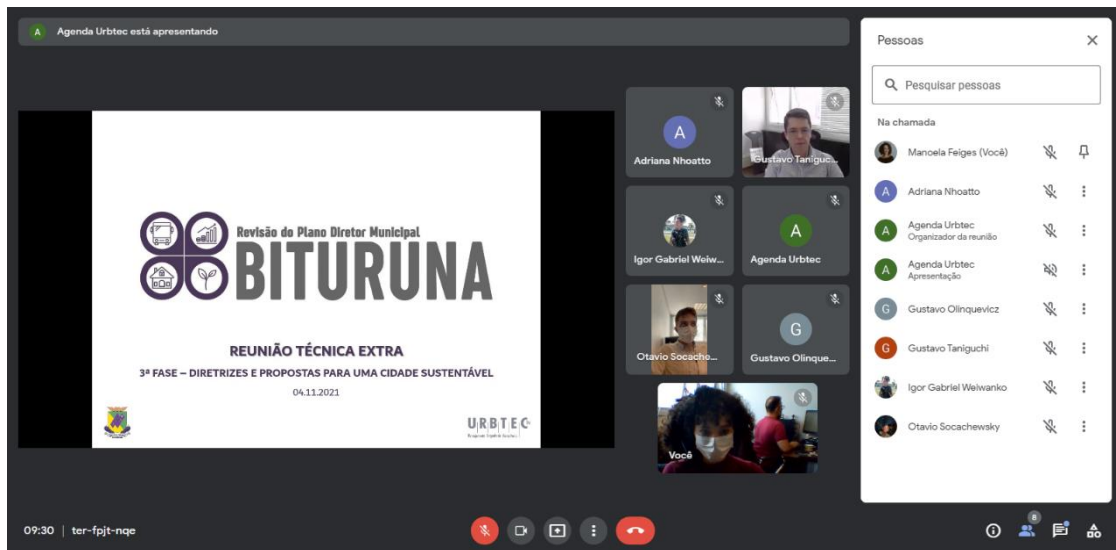 A Agenda Urbtec está apresentando
Revisão do Plano Diretor Municipal
BITURUNA
REUNIÃO TÉCNICA EXTRA
3ª FASE – DIRETRIZES E PROPOSTAS PARA UMA CIDADE SUSTENTÁVEL
04.11.2021
URBTEC
A
Adriana Nhoatto
Gustavo Taniguc...
Igor Gabriel Weiw...
A
Agenda Urbtec
Otavio Socacho...
G
Gustavo Olinque...
Você
Pessoas
Pesquisar pessoas
Na chamada
Manoela Feiges (Você)
A Adriana Nhoatto
A Agenda Urbtec
Organizador da reunião
A Agenda Urbtec
Apresentação
G Gustavo Olinquevicz
G Gustavo Taniguchi
Igor Gabriel Weiwanko
Otavio Socachewsky
09:30 | ter-fpjt-nqe
8